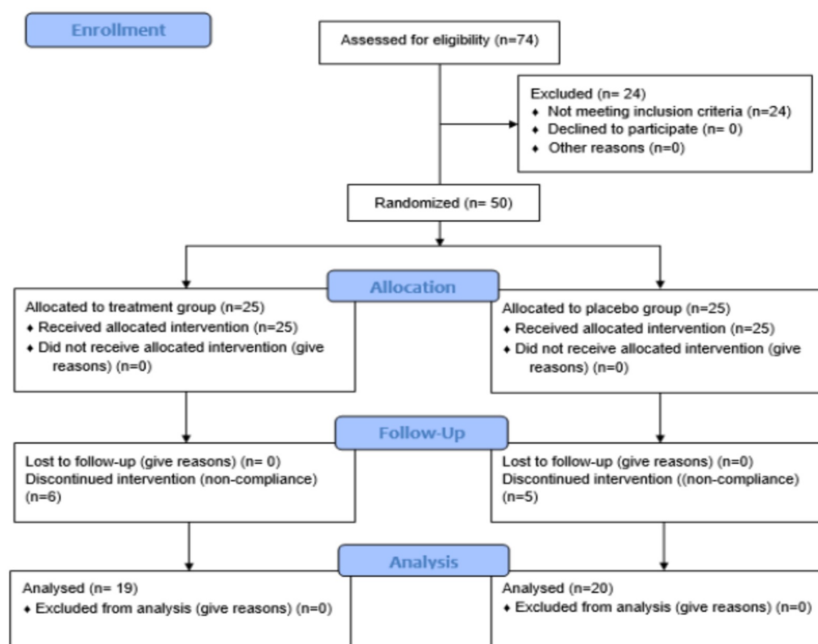 Enrollment
Assessed for eligibility (n=74)
Excluded (n= 24)
♦ Not meeting inclusion criteria (n=24)
♦ Declined to participate (n= 0)
♦ Other reasons (n=0)
Randomized (n= 50)
Allocation
Allocated to treatment group (n=25)
♦ Received allocated intervention (n=25)
♦ Did not receive allocated intervention (give
reasons) (n=0)
Allocated to placebo group (n=25)
♦ Received allocated intervention (n=25)
♦ Did not receive allocated intervention (give
reasons) (n=0)
Follow-Up
Lost to follow-up (give reasons) (n= 0)
Discontinued intervention (non-compliance)
(n=6)
Lost to follow-up (give reasons) (n=0)
Discontinued intervention ((non-compliance)
(n=5)
Analysis
Analysed (n= 19)
♦ Excluded from analysis (give reasons) (n=0)
Analysed (n=20)
♦ Excluded from analysis (give reasons) (n=0)